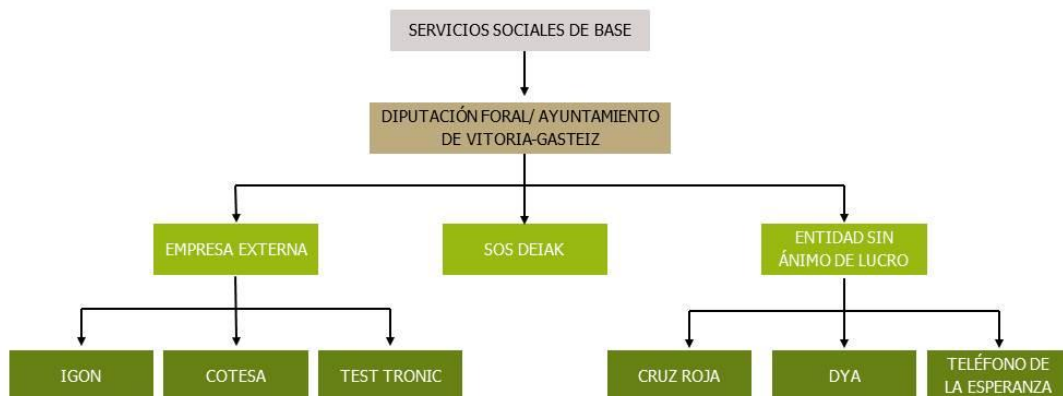 SERVICIOS SOCIALES DE BASE
DIPUTACIÓN FORAL/ AYUNTAMIENTO
DE VITORIA-GASTEIZ
EMPRESA EXTERNA
SOS DEIAK
ENTIDAD SIN
ÁNIMO DE LUCRO
IGON
COTESA
TEST TRONIC
CRUZ ROJA
DYA
TELÉFONO DE
LA ESPERANZA